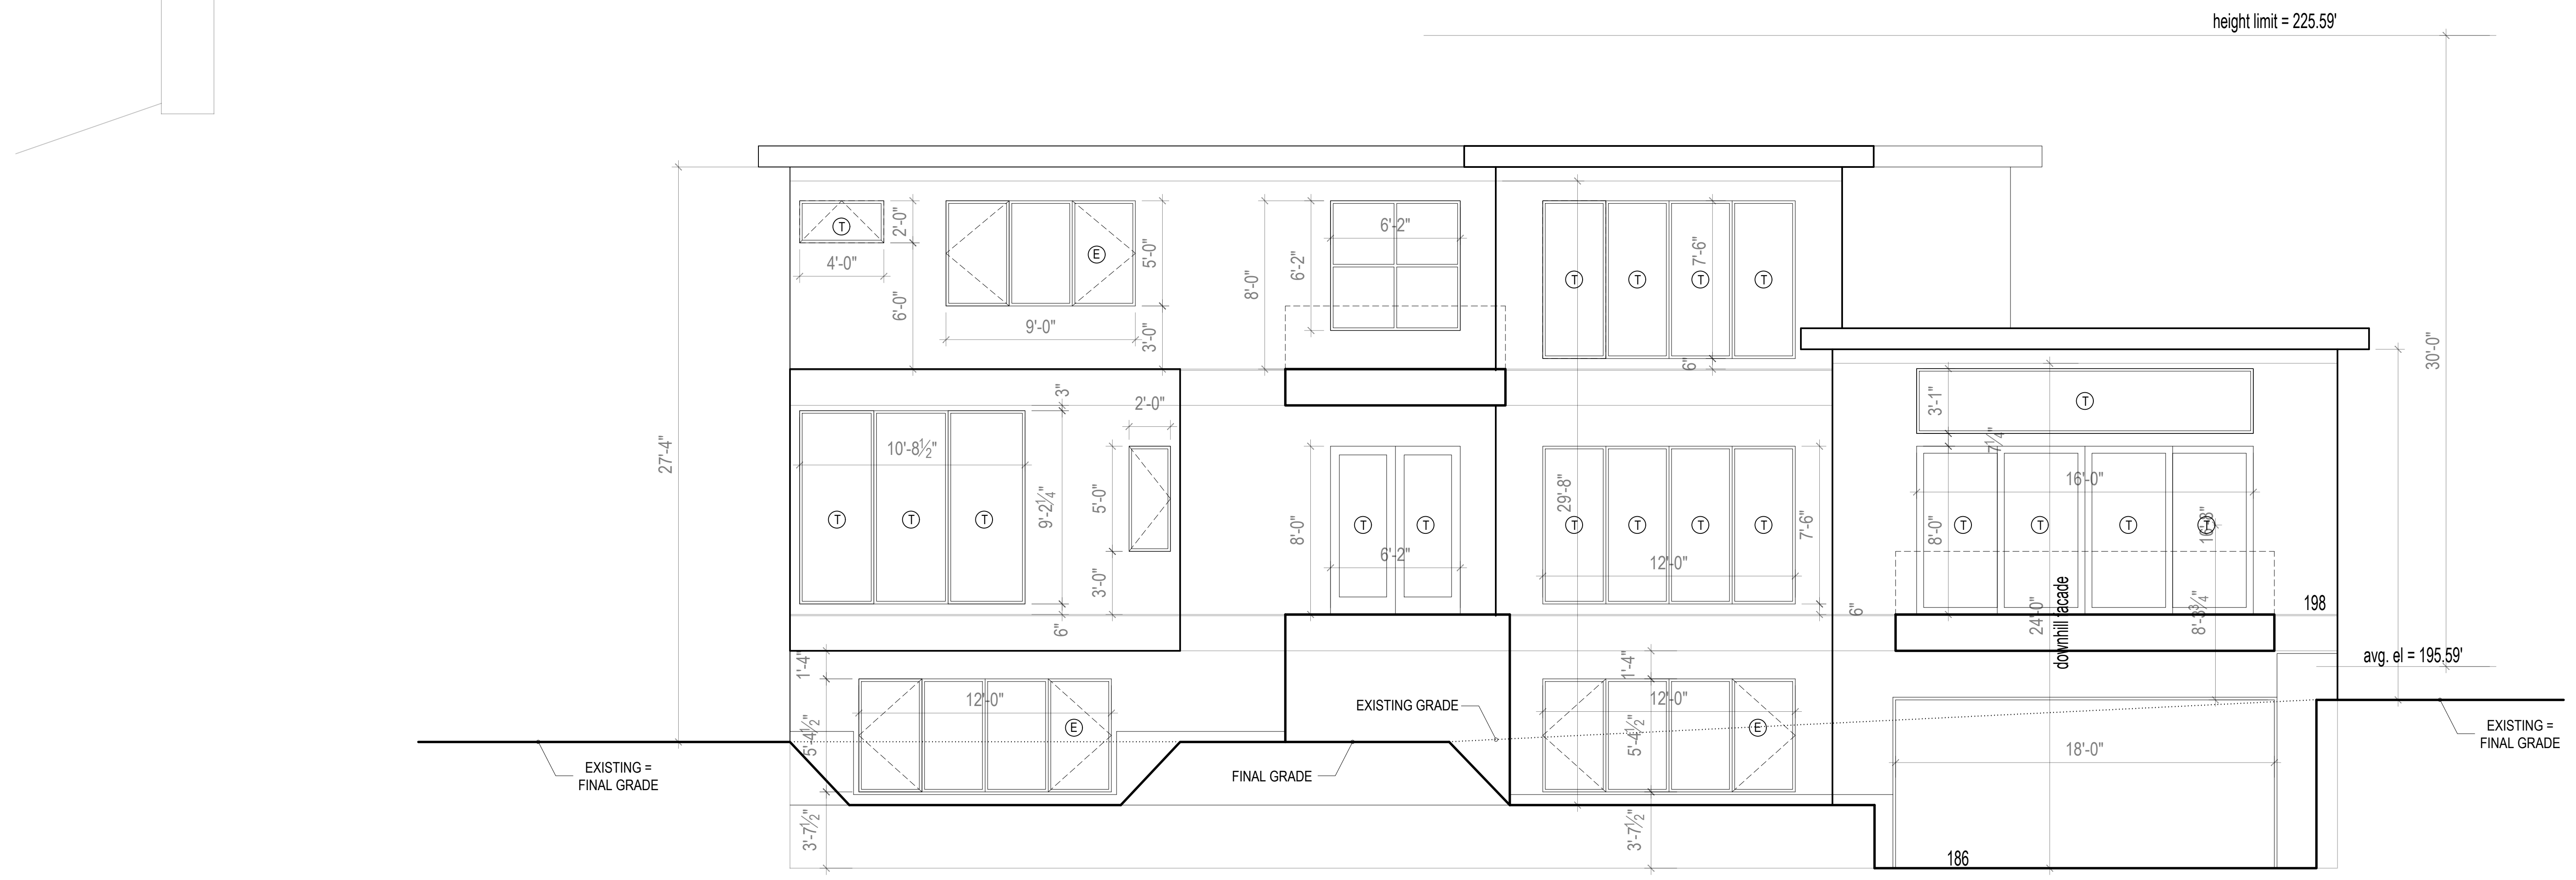 height limit = 225.59'
30'-0"
27'-4"
T
2'-0"
4'-0"
6'-0"
E
5'-0"
9'-0"
3'-0"
8'-0"
6'-2"
6'-2"
T
T
T
T
7'-6"
6"
3"
2'-0"
10'-8½"
T
T
T
9'-2¼"
5'-0"
3'-0"
6"
8'-0"
T
T
6'-2"
29'-8"
T
T
T
T
12'-0"
7'-6"
6"
3'-1"
T
7¼"
16'-0"
8'-0"
T
T
T
T
24'-0"
downhill facade
8'-3¾"
198
avg. el = 195.59'
1'-4"
12'-0"
5'-4½"
E
3'-7½"
EXISTING GRADE
FINAL GRADE
1'-4"
12'-0"
5'-4½"
E
3'-7½"
18'-0"
186
EXISTING =
FINAL GRADE
EXISTING =
FINAL GRADE